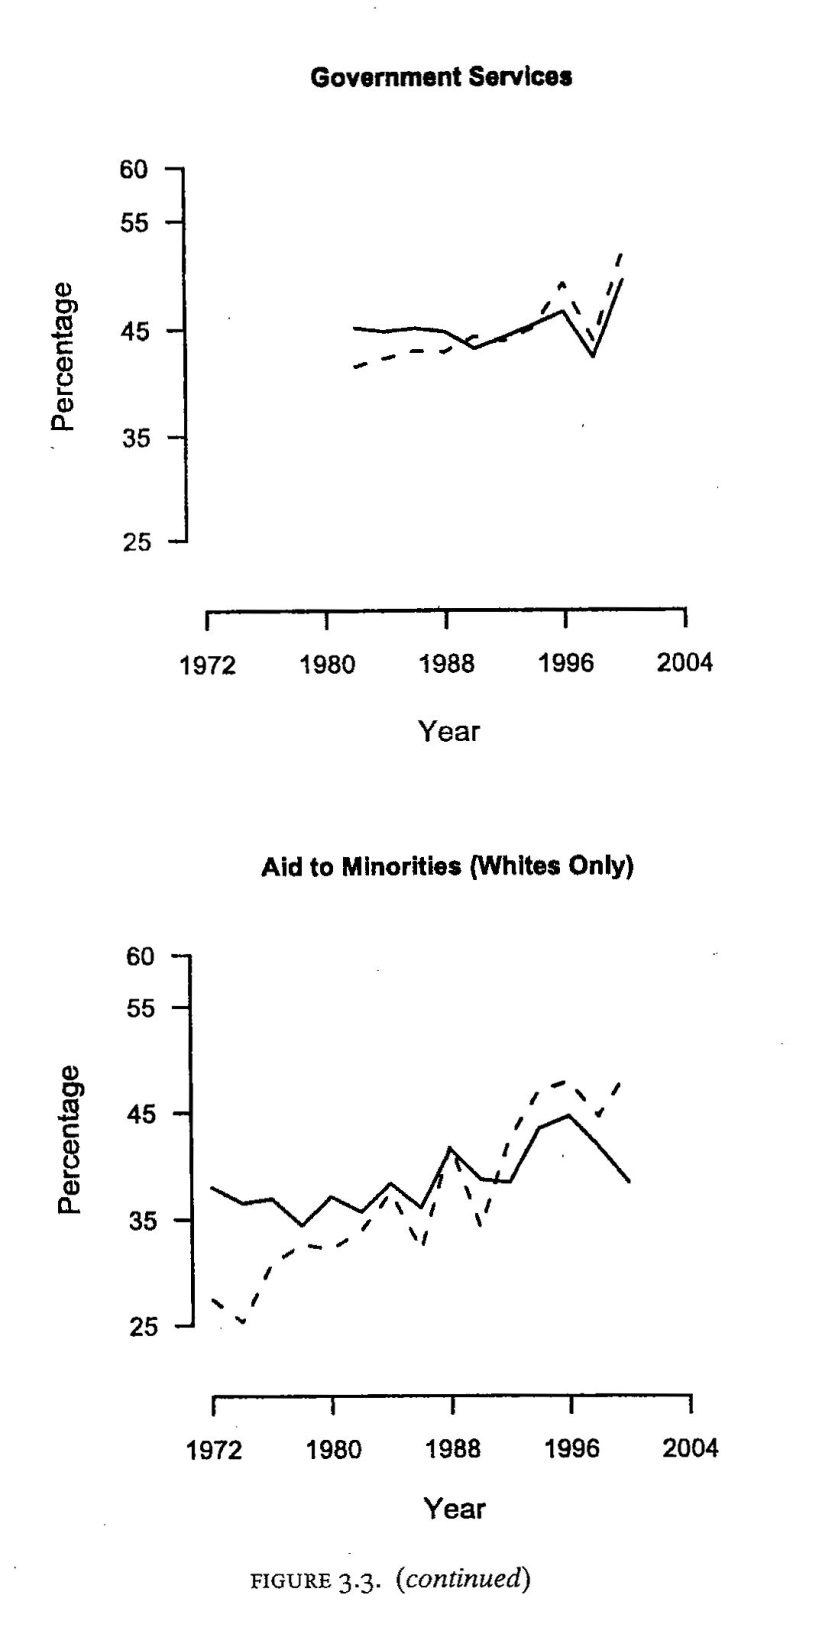 Government Services
60
55
45
35
25
Percentage
1972 1980 1988 1996 2004
Year
Aid to Minorities (Whites Only)
60
55
45
35
25
Percentage
1972 1980 1988 1996 2004
Year
FIGURE 3.3. (continued)